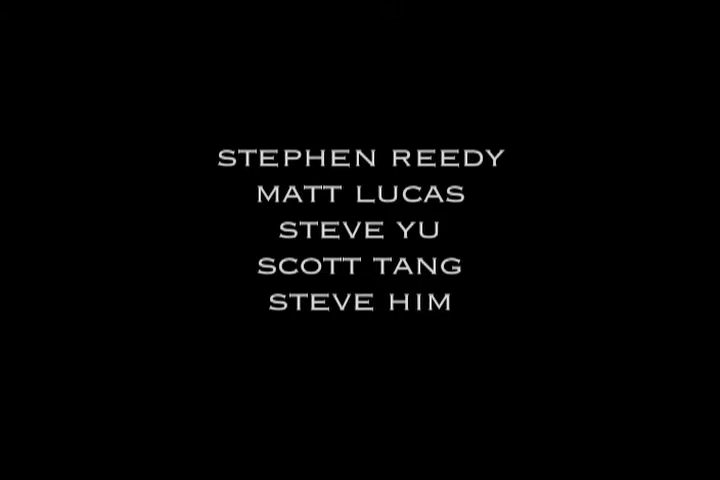 STEPHEN REEDY
MATT LUCAS
STEVE YU
SCOTT TANG
STEVE HIM